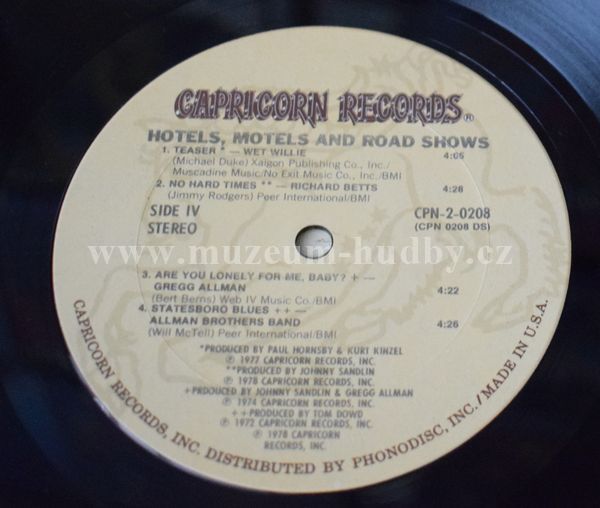 CAPRICORN RECORDS®
HOTELS, MOTELS AND ROAD SHOWS
1. TEASER * — WET WILLIE
(Michael Duke) Xaigon Publishing Co., Inc./
Muscadine Music/No Exit Music Co., Inc./BMI 4:05
2. NO HARD TIMES ** — RICHARD BETTS
(Jimmy Rodgers) Peer International/BMI 4:28
SIDE IV CPN-2-0208
STEREO (CPN 0208 DS)
www.muzeum-hudby.cz
3. ARE YOU LONELY FOR ME, BABY? + —
GREGG ALLMAN
(Bert Berns) Web IV Music Co./BMI 4:22
4. STATESBORO BLUES ++ —
ALLMAN BROTHERS BAND
(Will McTell) Peer International/BMI 4:26
*PRODUCED BY PAUL HORNSBY & KURT KINZEL
℗ 1977 CAPRICORN RECORDS, INC.
**PRODUCED BY JOHNNY SANDLIN
℗ 1978 CAPRICORN RECORDS, INC.
+ PRODUCED BY JOHNNY SANDLIN & GREGG ALLMAN
℗ 1974 CAPRICORN RECORDS, INC.
++PRODUCED BY TOM DOWD
℗ 1972 CAPRICORN RECORDS, INC.
℗ 1978 CAPRICORN
RECORDS, INC.
CAPRICORN RECORDS, INC. DISTRIBUTED BY PHONODISC, INC./MADE IN U.S.A.